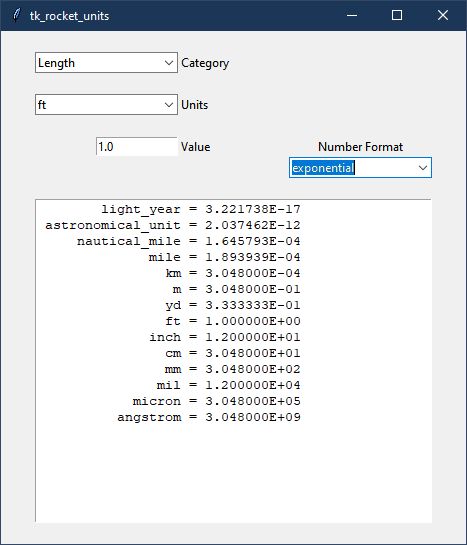 tk_rocket_units
Length Category
ft Units
1.0 Value Number Format
exponential
light_year = 3.221738E-17
astronomical_unit = 2.037462E-12
nautical_mile = 1.645793E-04
mile = 1.893939E-04
km = 3.048000E-04
m = 3.048000E-01
yd = 3.333333E-01
ft = 1.000000E+00
inch = 1.200000E+01
cm = 3.048000E+01
mm = 3.048000E+02
mil = 1.200000E+04
micron = 3.048000E+05
angstrom = 3.048000E+09